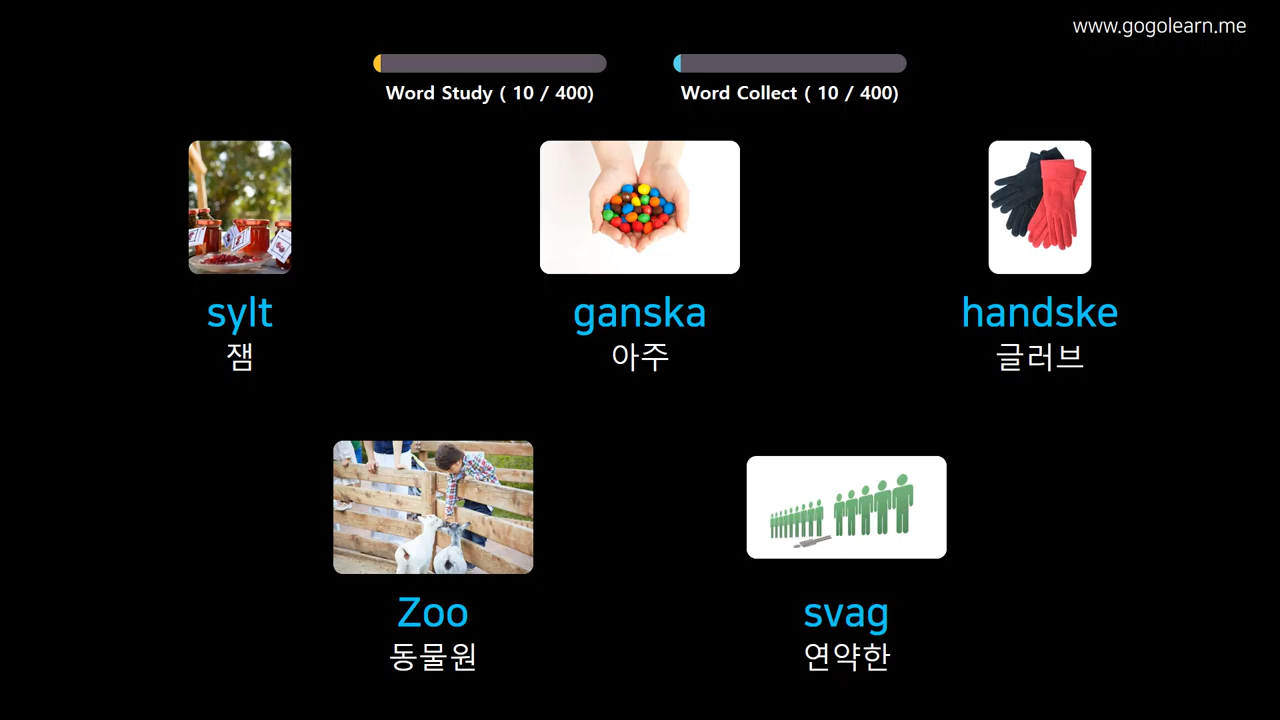 www.gogolearn.me
Word Study ( 10 / 400)
Word Collect ( 10 / 400)
sylt
잼
ganska
아주
handske
글러브
Zoo
동물원
svag
연약한